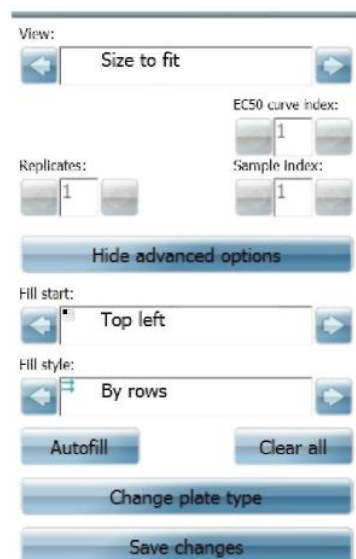 View:
Size to fit
EC50 curve index:
1
Replicates:
Sample Index:
1
1
Hide advanced options
Fill start:
Top left
Fill style:
By rows
Autofill
Clear all
Change plate type
Save changes